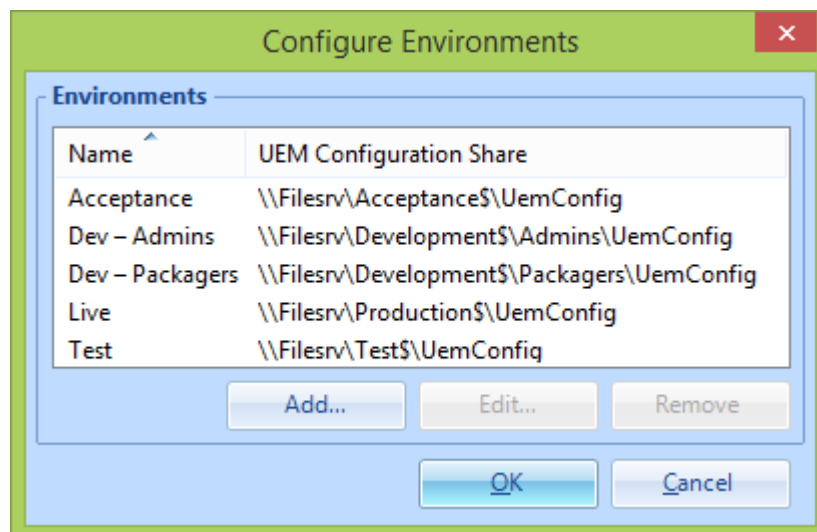 Configure Environments
Environments
Name UEM Configuration Share
Acceptance \\Filesrv\Acceptance$\UemConfig
Dev – Admins \\Filesrv\Development$\Admins\UemConfig
Dev – Packagers \\Filesrv\Development$\Packagers\UemConfig
Live \\Filesrv\Production$\UemConfig
Test \\Filesrv\Test$\UemConfig
Add... Edit... Remove
OK Cancel